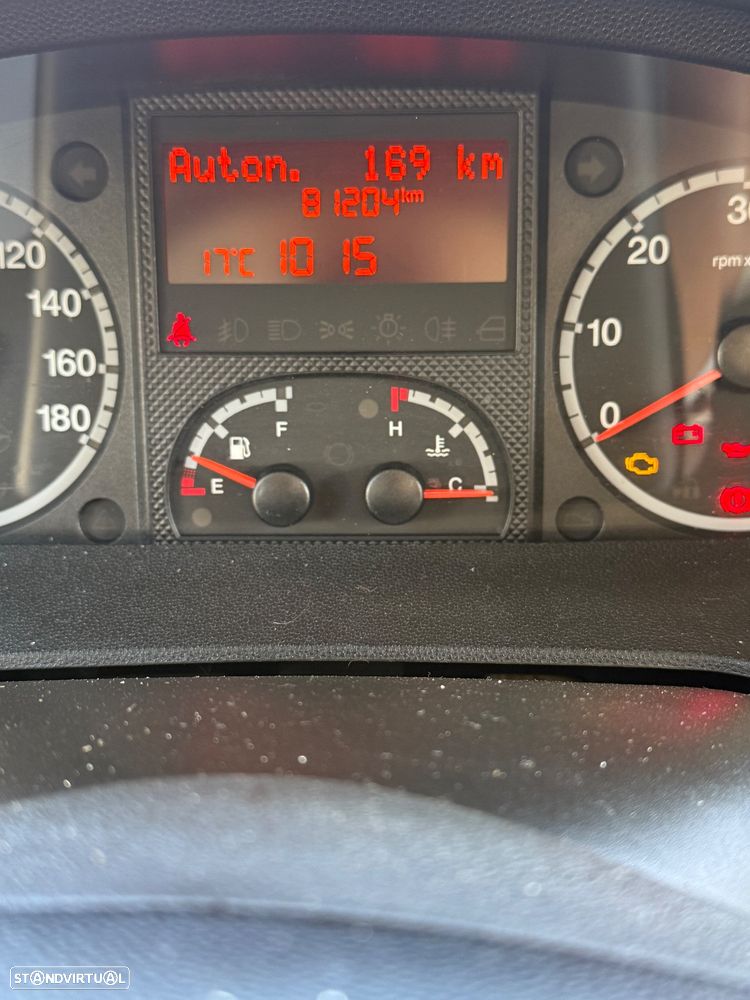 Auton. 169 km
81204km
17°C 10 15
120
140
160
180
F
E
H
C
30
20
10
0
rpm x
STANDVIRTUAL